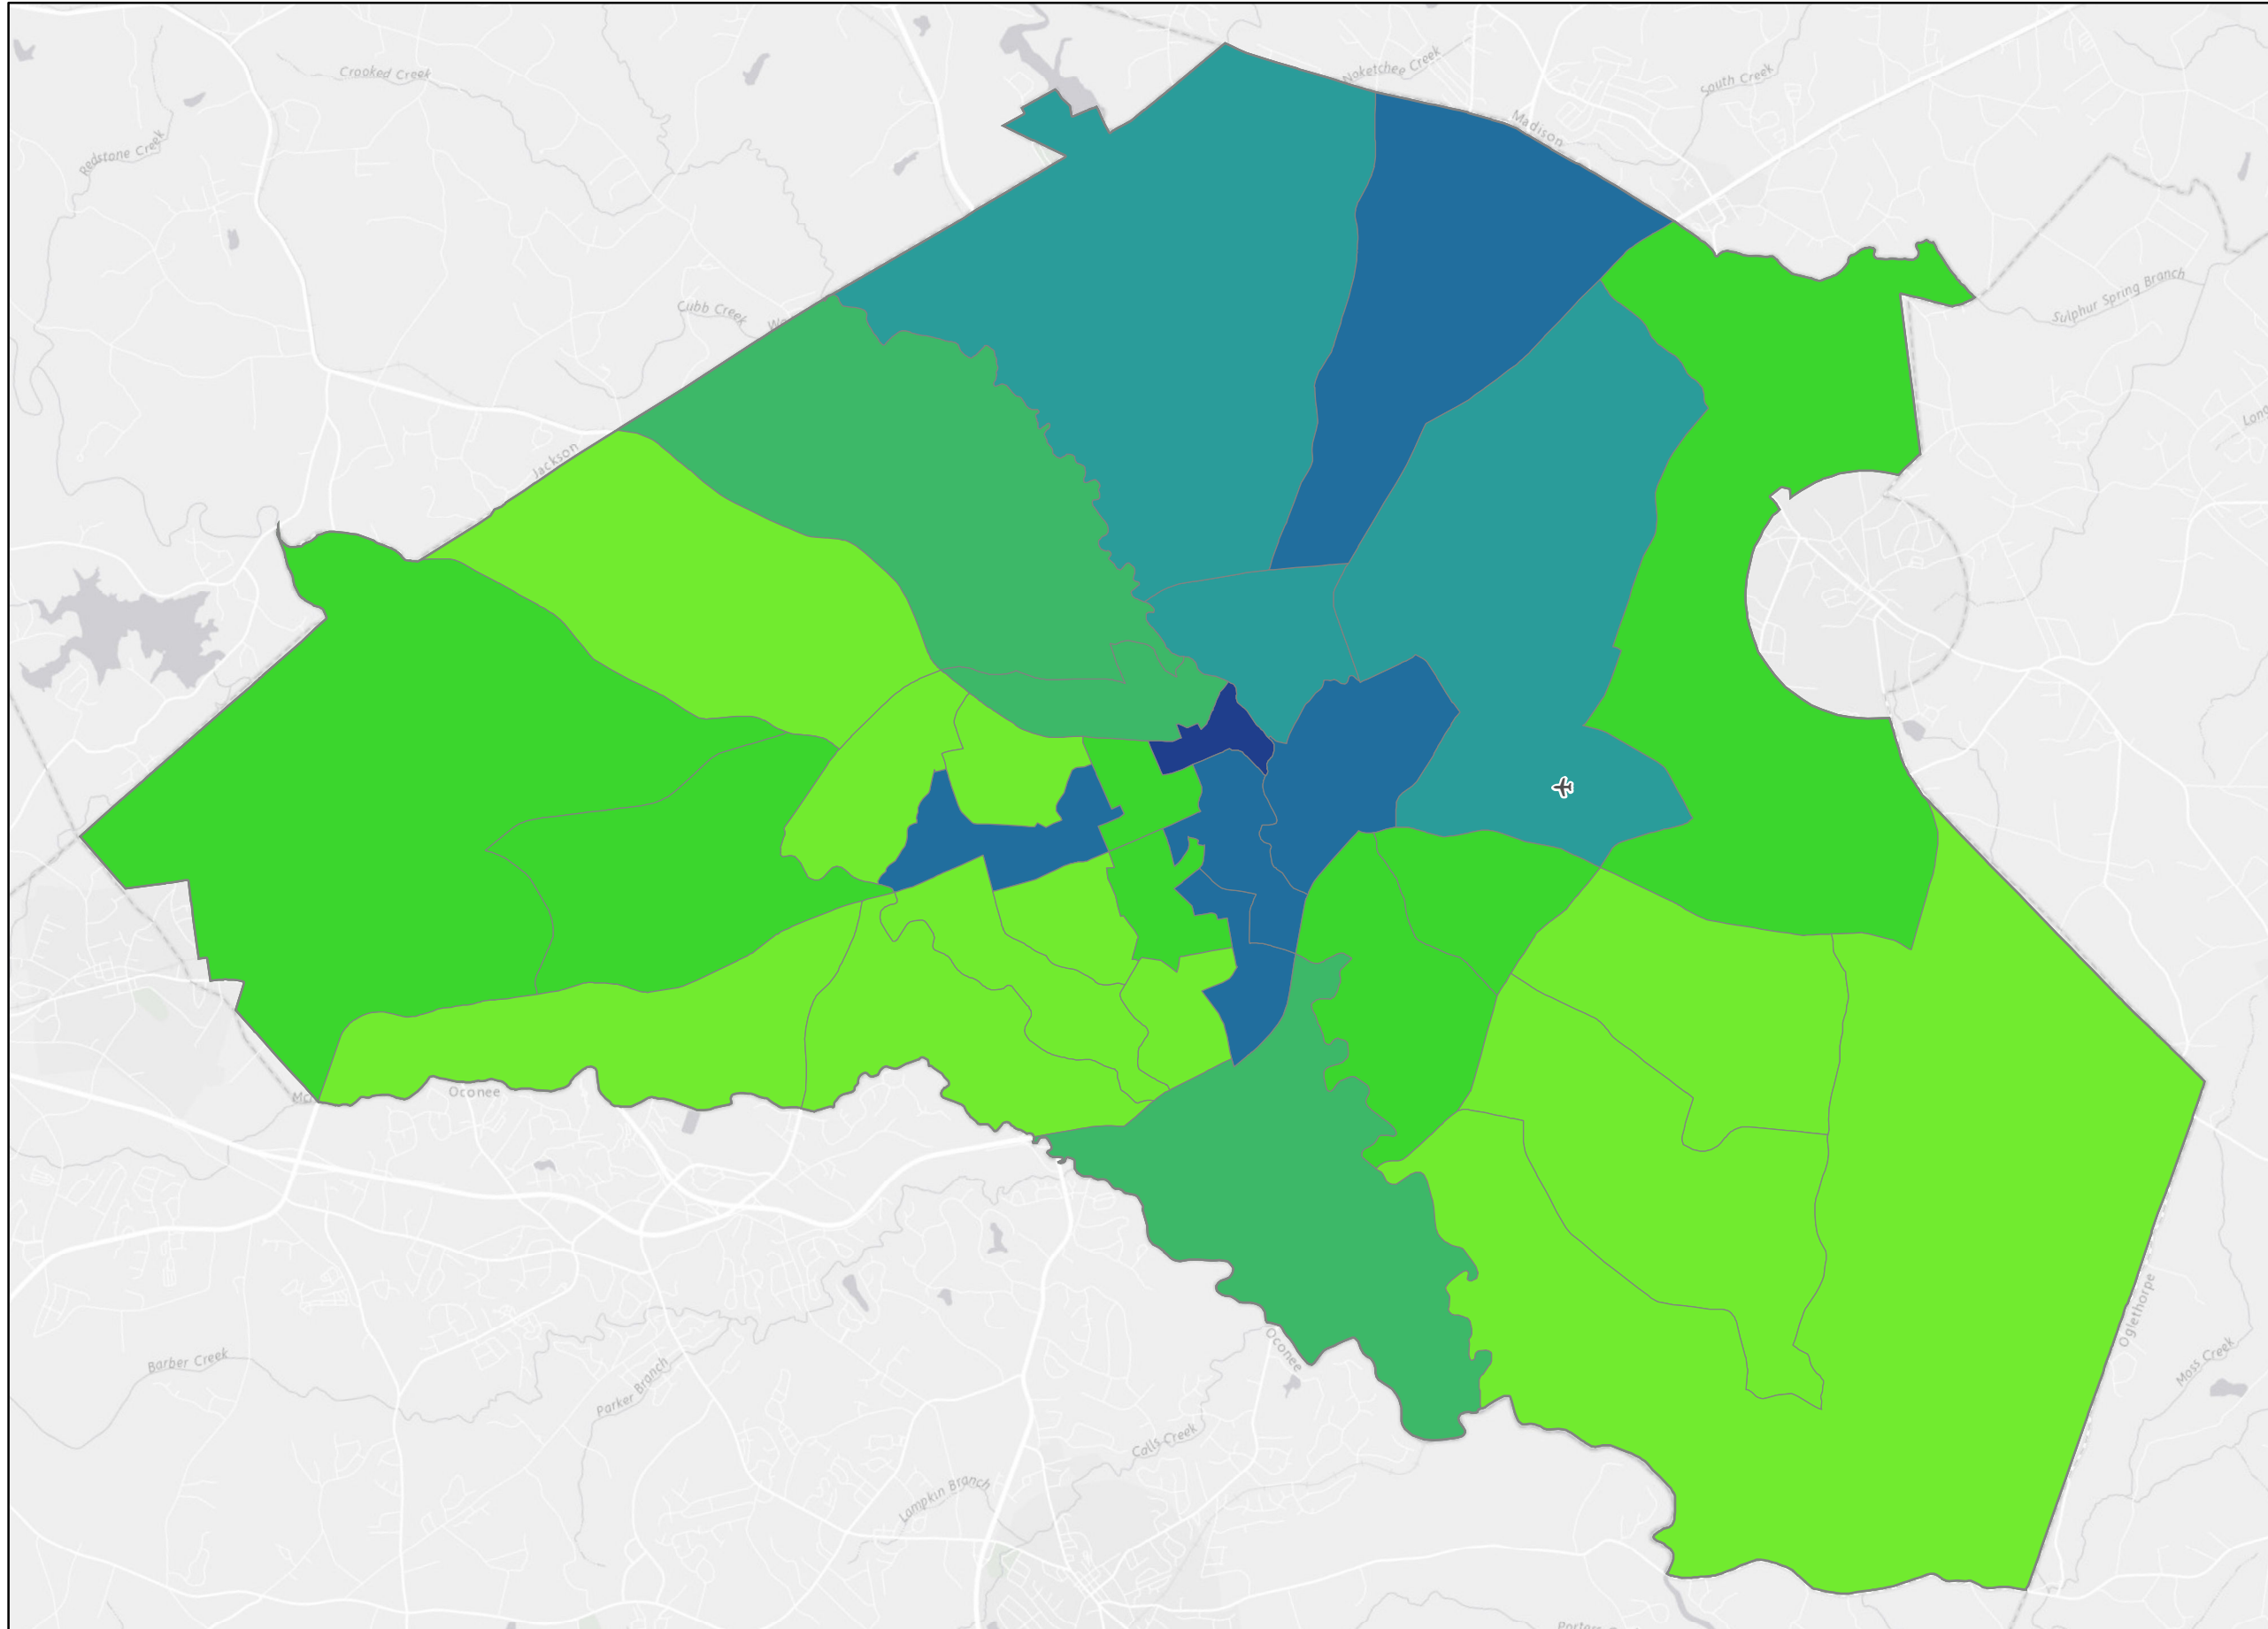 Crooked Creek
Noketchee Creek
South Creek
Madison
Redstone Creek
Sulphur Spring Branch
Cubb Creek
Jackson
Oconee
Oglethorpe
Oconee
Barber Creek
Parker Branch
Moss Creek
Calls Creek
Lampkin Branch